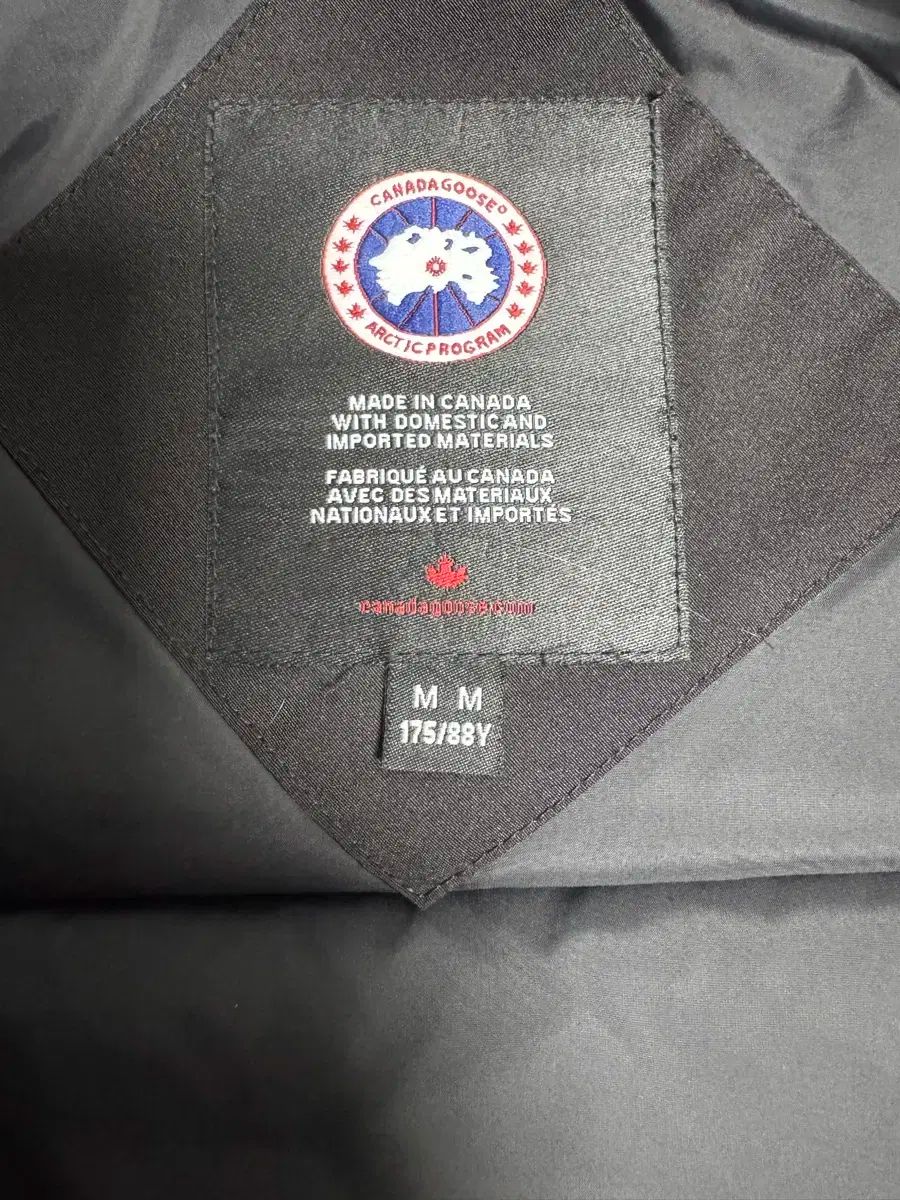 CANADA GOOSE®
ARCTIC PROGRAM
MADE IN CANADA
WITH DOMESTIC AND
IMPORTED MATERIALS
FABRIQUÉ AU CANADA
AVEC DES MATERIAUX
NATIONAUX ET IMPORTÉS
canadagoose.com
M M
175/88Y